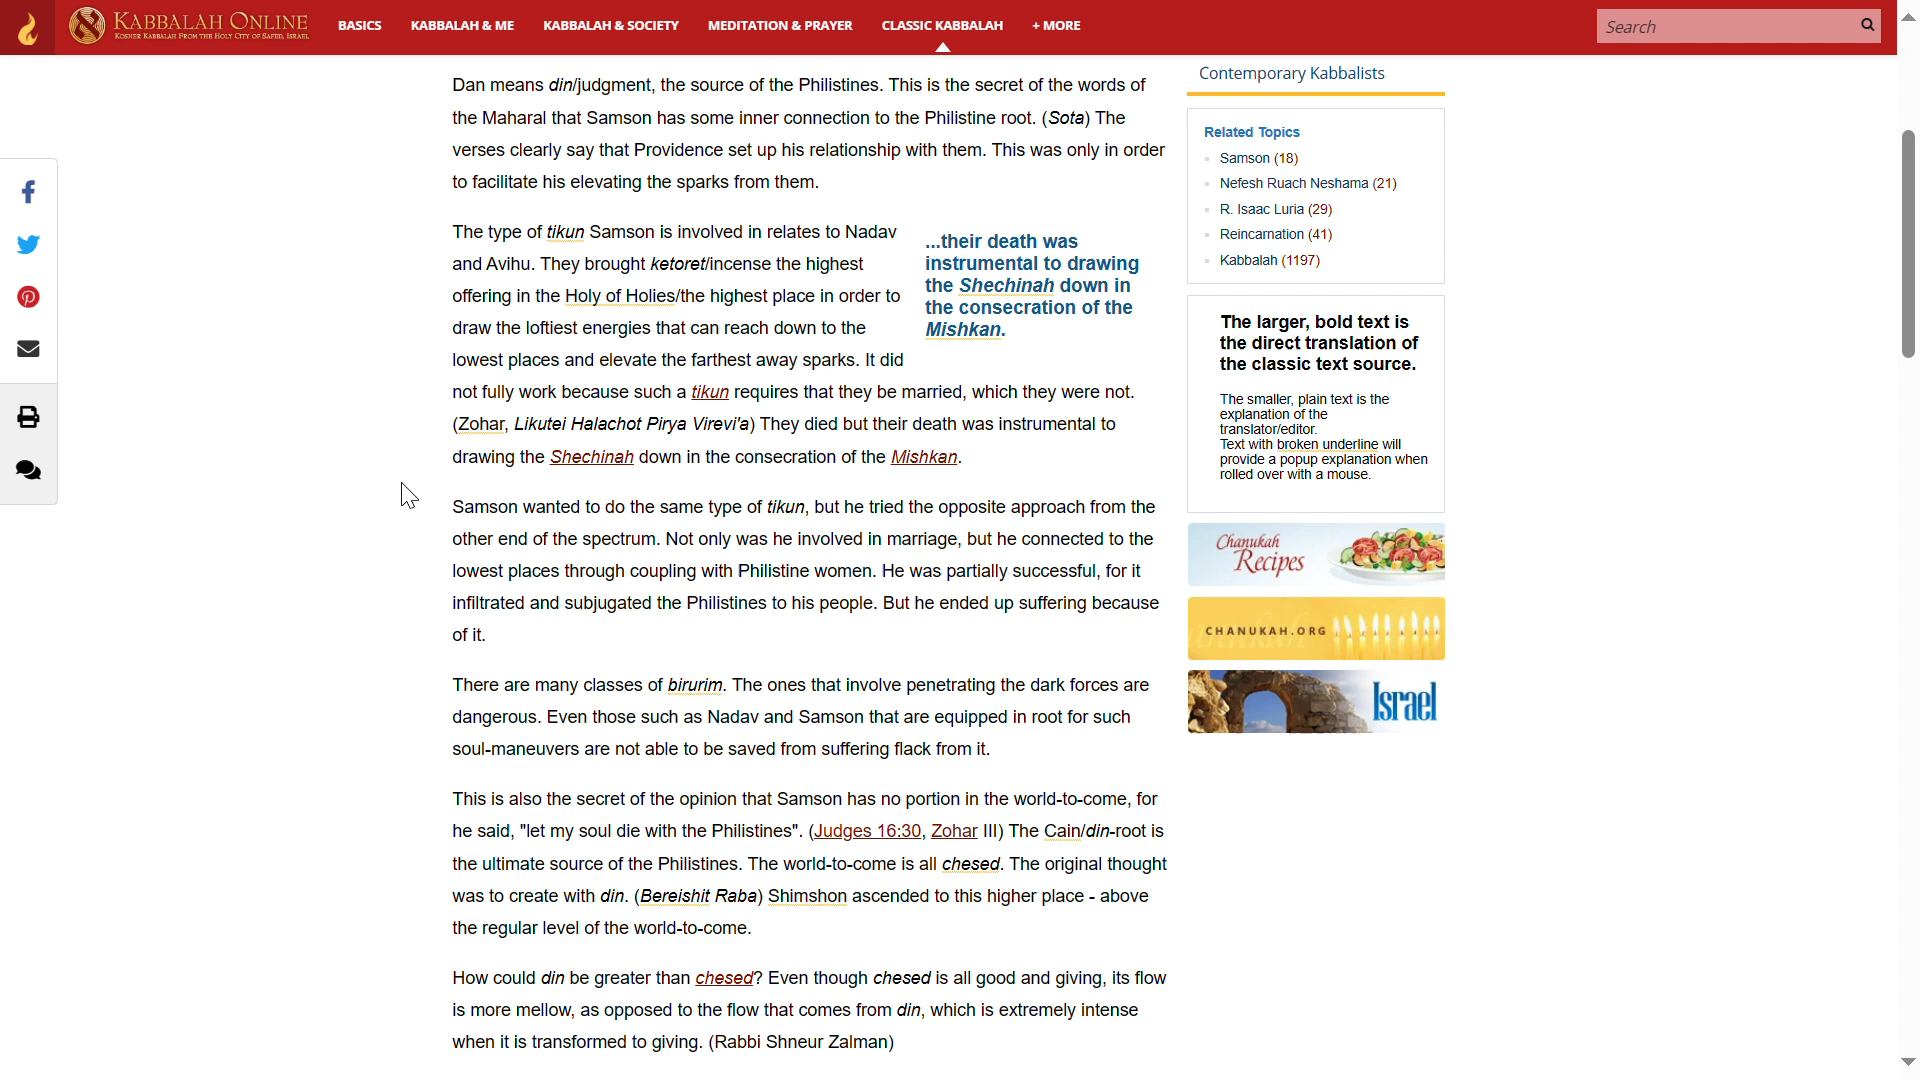 KABBALAH ONLINE
KOSHER KABBALAH FROM THE HOLY CITY OF SAFED, ISRAEL
BASICS
KABBALAH & ME
KABBALAH & SOCIETY
MEDITATION & PRAYER
CLASSIC KABBALAH
+ MORE
Search
Dan means din/judgment, the source of the Philistines. This is the secret of the words of
the Maharal that Samson has some inner connection to the Philistine root. (Sota) The
verses clearly say that Providence set up his relationship with them. This was only in order
to facilitate his elevating the sparks from them.
The type of tikun Samson is involved in relates to Nadav
and Avihu. They brought ketoret/incense the highest
offering in the Holy of Holies/the highest place in order to
draw the loftiest energies that can reach down to the
lowest places and elevate the farthest away sparks. It did
not fully work because such a tikun requires that they be married, which they were not.
(Zohar, Likutei Halachot Pirya Virevi'a) They died but their death was instrumental to
drawing the Shechinah down in the consecration of the Mishkan.
...their death was
instrumental to drawing
the Shechinah down in
the consecration of the
Mishkan.
Samson wanted to do the same type of tikun, but he tried the opposite approach from the
other end of the spectrum. Not only was he involved in marriage, but he connected to the
lowest places through coupling with Philistine women. He was partially successful, for it
infiltrated and subjugated the Philistines to his people. But he ended up suffering because
of it.
There are many classes of birurim. The ones that involve penetrating the dark forces are
dangerous. Even those such as Nadav and Samson that are equipped in root for such
soul-maneuvers are not able to be saved from suffering flack from it.
This is also the secret of the opinion that Samson has no portion in the world-to-come, for
he said, "let my soul die with the Philistines". (Judges 16:30, Zohar III) The Cain/din-root is
the ultimate source of the Philistines. The world-to-come is all chesed. The original thought
was to create with din. (Bereishit Raba) Shimshon ascended to this higher place - above
the regular level of the world-to-come.
How could din be greater than chesed? Even though chesed is all good and giving, its flow
is more mellow, as opposed to the flow that comes from din, which is extremely intense
when it is transformed to giving. (Rabbi Shneur Zalman)
Contemporary Kabbalists
Related Topics
Samson (18)
Nefesh Ruach Neshama (21)
R. Isaac Luria (29)
Reincarnation (41)
Kabbalah (1197)
The larger, bold text is
the direct translation of
the classic text source.
The smaller, plain text is the
explanation of the
translator/editor.
Text with broken underline will
provide a popup explanation when
rolled over with a mouse.
Chanukah
Recipes
CHANUKAH.ORG
Israel